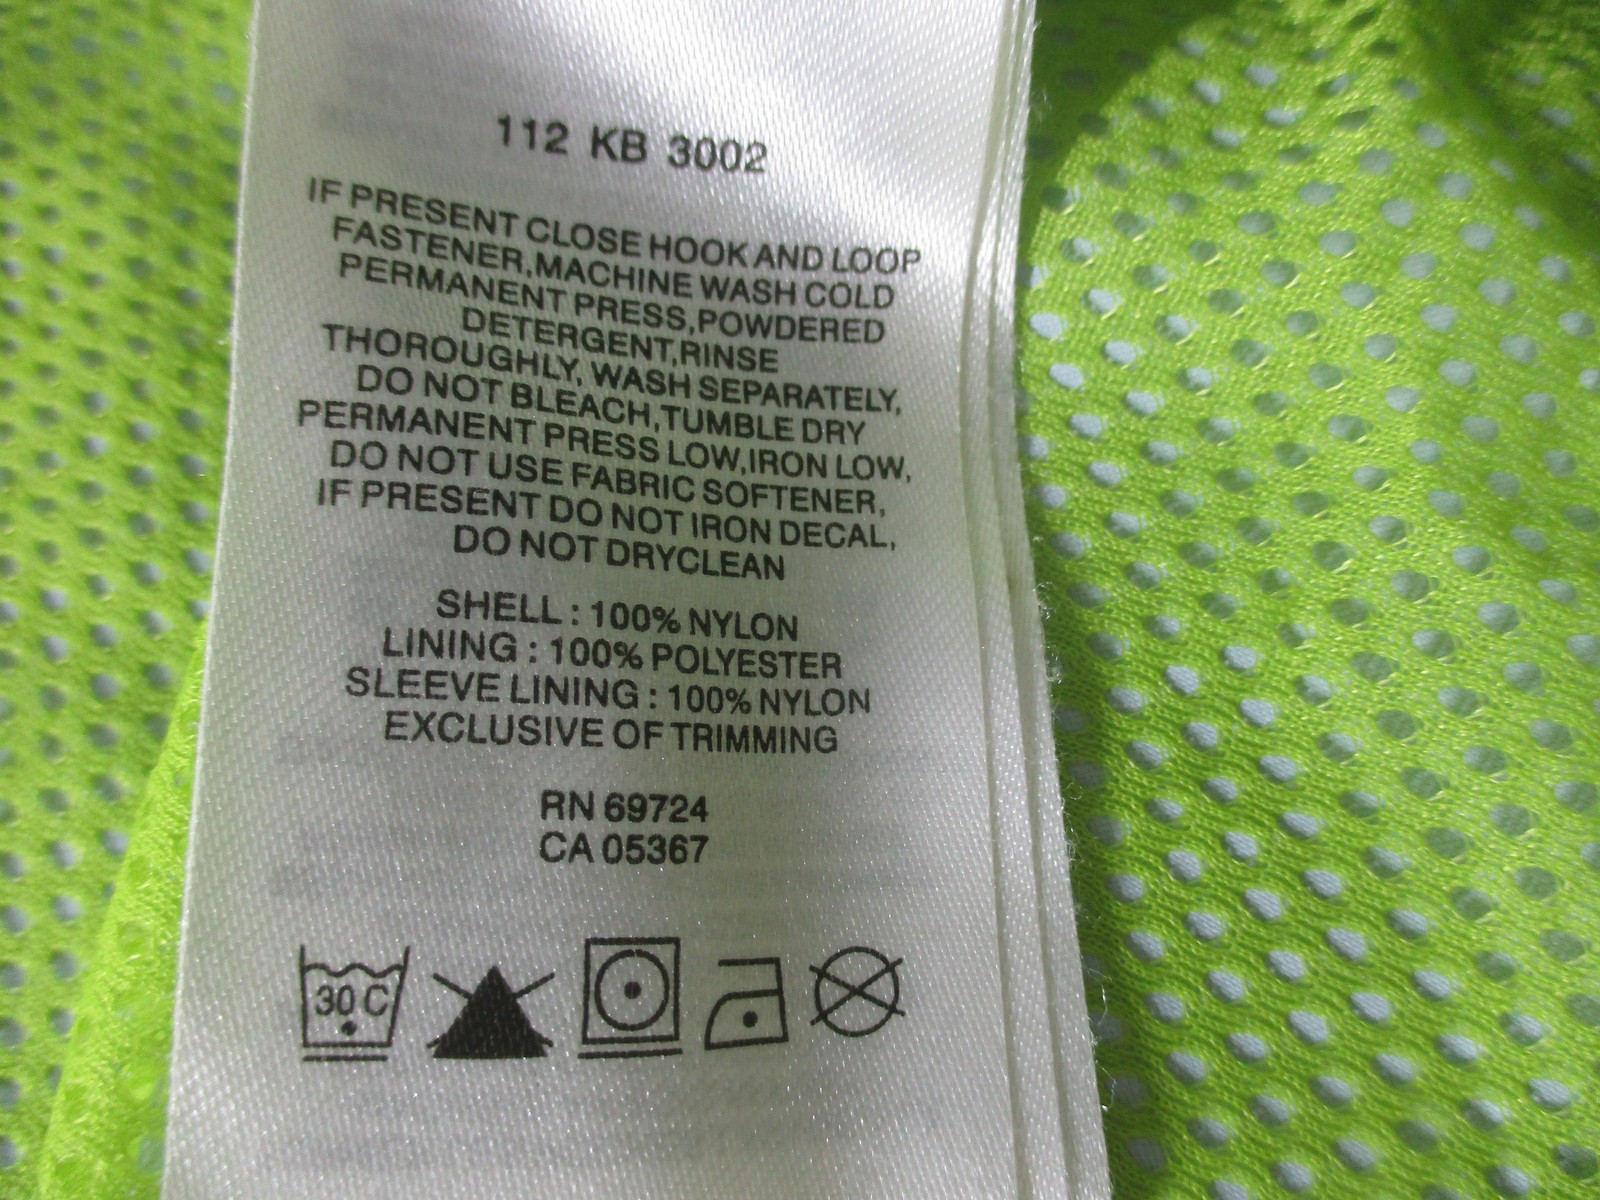 112 KB 3002
IF PRESENT CLOSE HOOK AND LOOP
FASTENER,MACHINE WASH COLD
PERMANENT PRESS,POWDERED
DETERGENT,RINSE
THOROUGHLY, WASH SEPARATELY,
DO NOT BLEACH,TUMBLE DRY
PERMANENT PRESS LOW,IRON LOW,
DO NOT USE FABRIC SOFTENER,
IF PRESENT DO NOT IRON DECAL,
DO NOT DRYCLEAN
SHELL : 100% NYLON
LINING : 100% POLYESTER
SLEEVE LINING : 100% NYLON
EXCLUSIVE OF TRIMMING
RN 69724
CA 05367
30 C